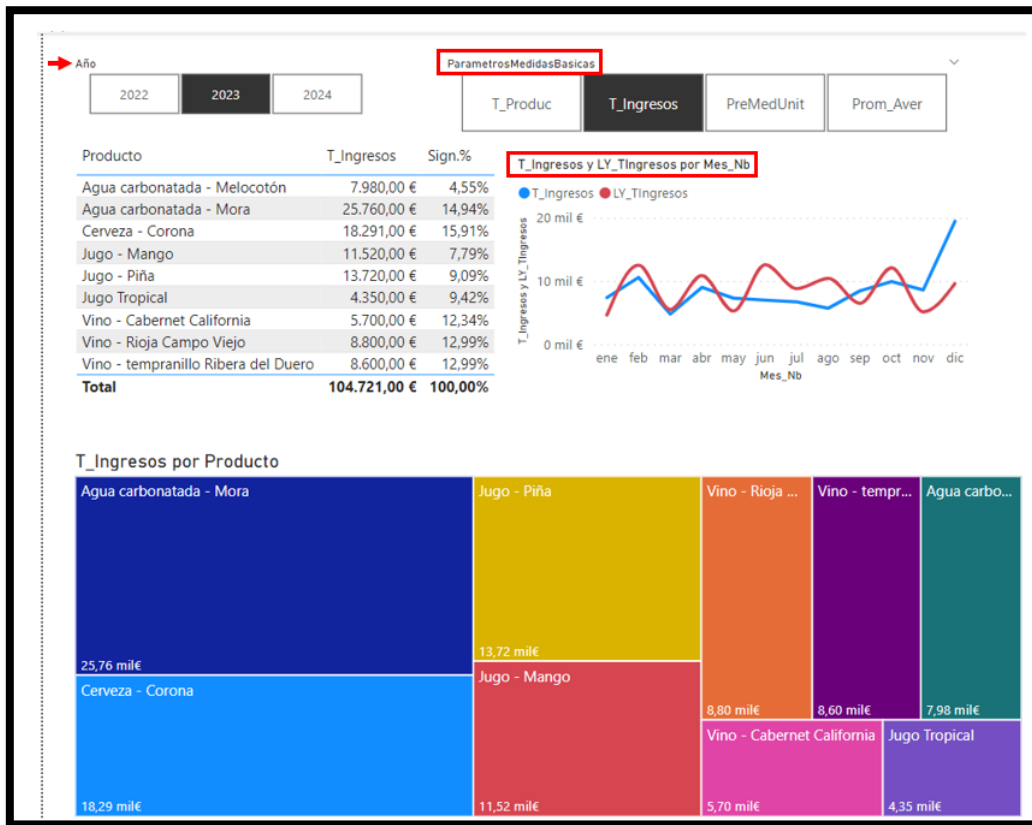 Año
2022 2023 2024
ParametrosMedidasBasicas
T_Produc T_Ingresos PreMedUnit Prom_Aver
Producto T_Ingresos Sign.%
Agua carbonatada - Melocotón 7.980,00 € 4,55%
Agua carbonatada - Mora 25.760,00 € 14,94%
Cerveza - Corona 18.291,00 € 15,91%
Jugo - Mango 11.520,00 € 7,79%
Jugo - Piña 13.720,00 € 9,09%
Jugo Tropical 4.350,00 € 9,42%
Vino - Cabernet California 5.700,00 € 12,34%
Vino - Rioja Campo Viejo 8.800,00 € 12,99%
Vino - tempranillo Ribera del Duero 8.600,00 € 12,99%
Total 104.721,00 € 100,00%
T_Ingresos y LY_TIngresos por Mes_Nb
T_Ingresos LY_TIngresos
T_Ingresos y LY_TIngresos
20 mil €
10 mil €
0 mil €
ene feb mar abr may jun jul ago sep oct nov dic
Mes_Nb
T_Ingresos por Producto
Agua carbonatada - Mora
25,76 mil€
Cerveza - Corona
18,29 mil€
Jugo - Piña
13,72 mil€
Jugo - Mango
11,52 mil€
Vino - Rioja ...
8,80 mil€
Vino - tempr...
8,60 mil€
Agua carbo...
7,98 mil€
Vino - Cabernet California
5,70 mil€
Jugo Tropical
4,35 mil€